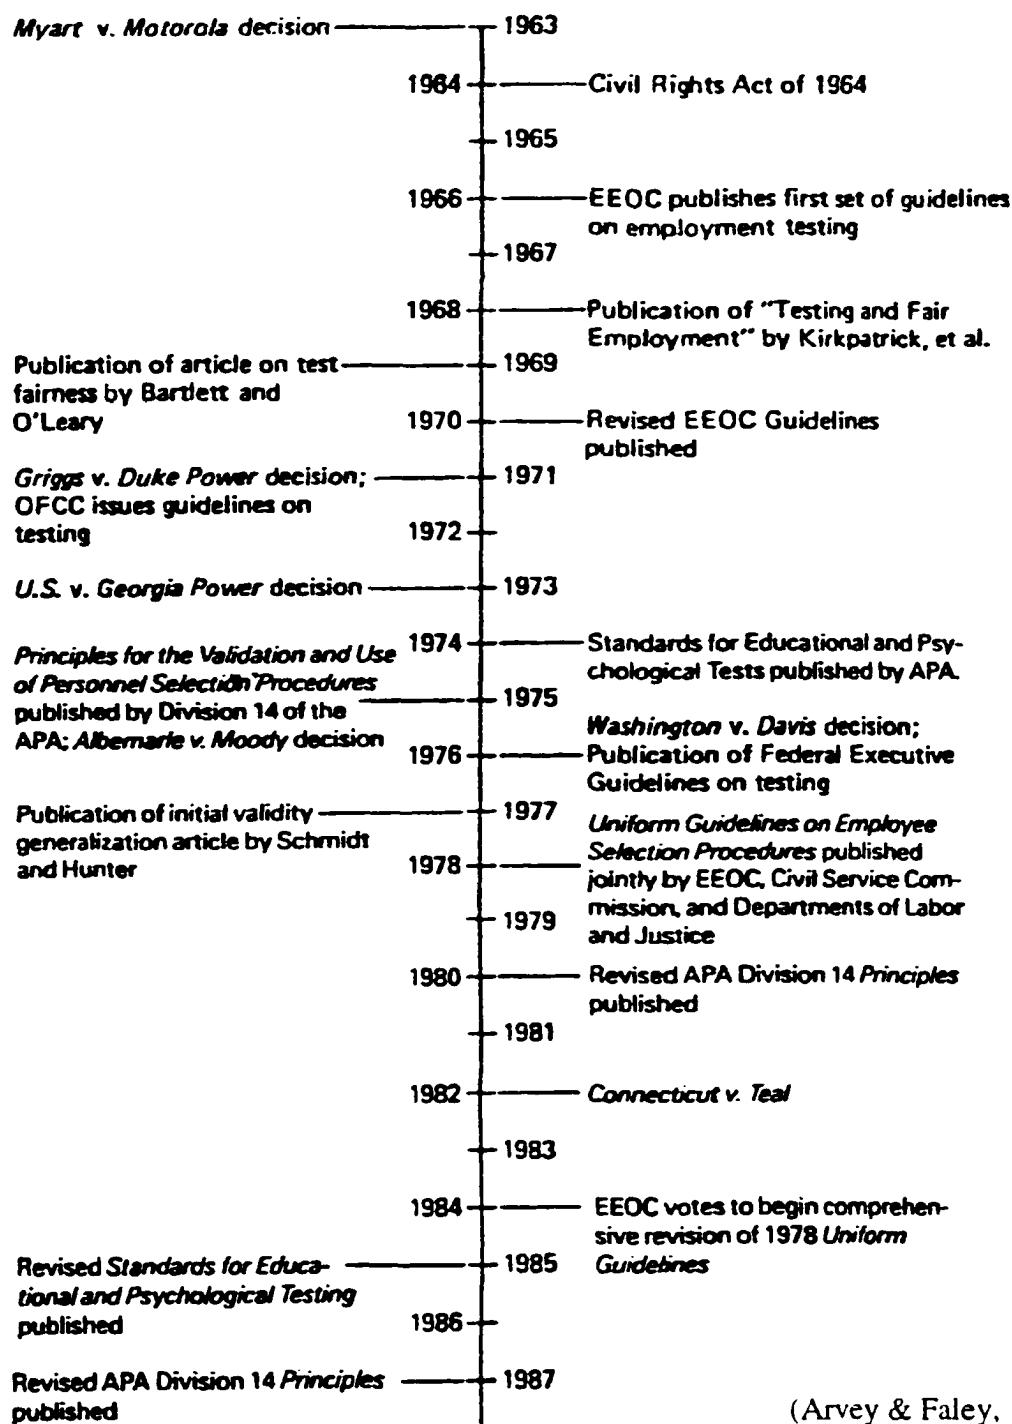 Myart v. Motorola decision 1963
1964 Civil Rights Act of 1964
1965
1966 EEOC publishes first set of guidelines
on employment testing
1967
1968 Publication of "Testing and Fair
Employment" by Kirkpatrick, et al.
Publication of article on test 1969
fairness by Bartlett and
O'Leary
1970 Revised EEOC Guidelines
published
Griggs v. Duke Power decision; 1971
OFCC issues guidelines on
testing
1972
U.S. v. Georgia Power decision 1973
1974 Standards for Educational and Psy-
chological Tests published by APA.
Principles for the Validation and Use
of Personnel Selection Procedures
published by Division 14 of the
APA; Albemarle v. Moody decision
1975
Washington v. Davis decision;
1976 Publication of Federal Executive
Guidelines on testing
Publication of initial validity 1977
generalization article by Schmidt
and Hunter
Uniform Guidelines on Employee
Selection Procedures published
1978 jointly by EEOC, Civil Service Com-
mission, and Departments of Labor
and Justice
1979
1980 Revised APA Division 14 Principles
published
1981
1982 Connecticut v. Teal
1983
1984 EEOC votes to begin comprehen-
sive revision of 1978 Uniform
Guidelines
Revised Standards for Educa- 1985
tional and Psychological Testing
published
1986
Revised APA Division 14 Principles 1987
published
(Arvey & Faley,